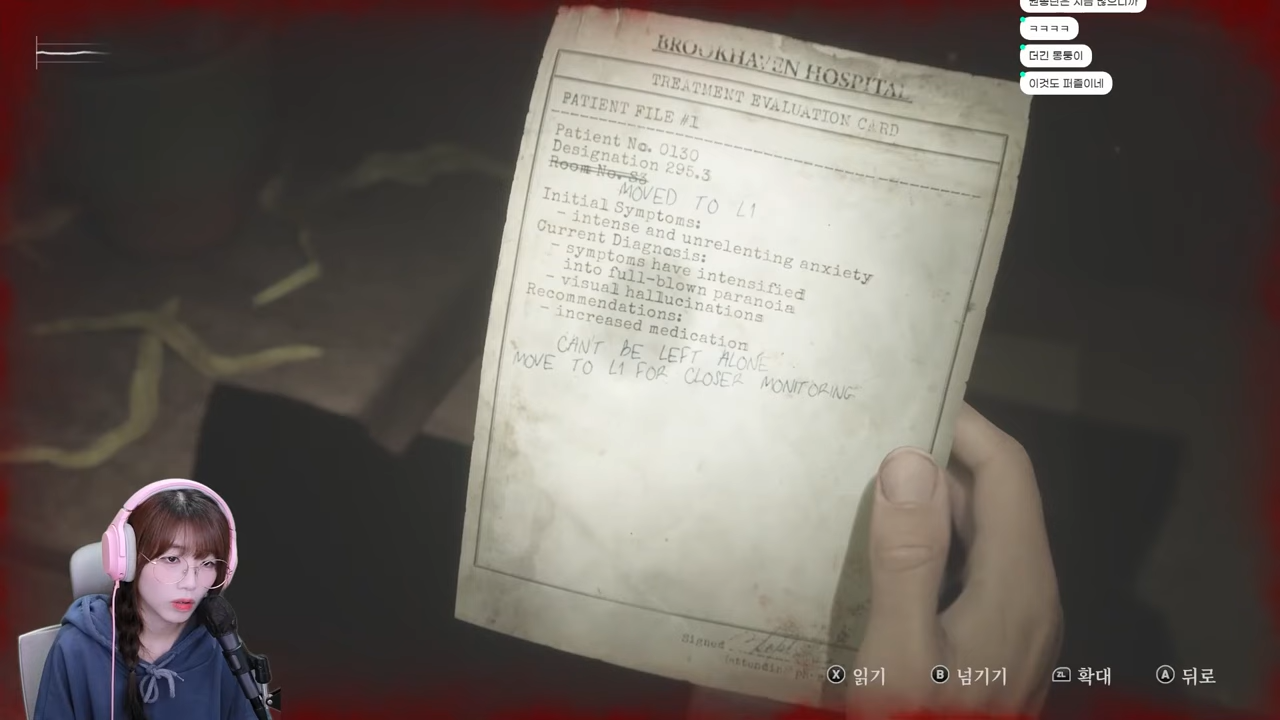 ㅋㅋㅋㅋ
더긴 몽둥이
이것도 퍼즐이네
BROOKHAVEN HOSPITAL
TREATMENT EVALUATION CARD
PATIENT FILE #1
Patient No. 0130
Designation 295.3
Room No.
MOVED TO L1
Initial Symptoms:
- intense and unrelenting anxiety
Current Diagnosis:
- symptoms have intensified
into full-blown paranoia
- visual hallucinations
Recommendations:
- increased medication
CAN'T BE LEFT ALONE
MOVE TO L1 FOR CLOSER MONITORING
Signed
X 읽기
B 넘기기
ZL 확대
A 뒤로